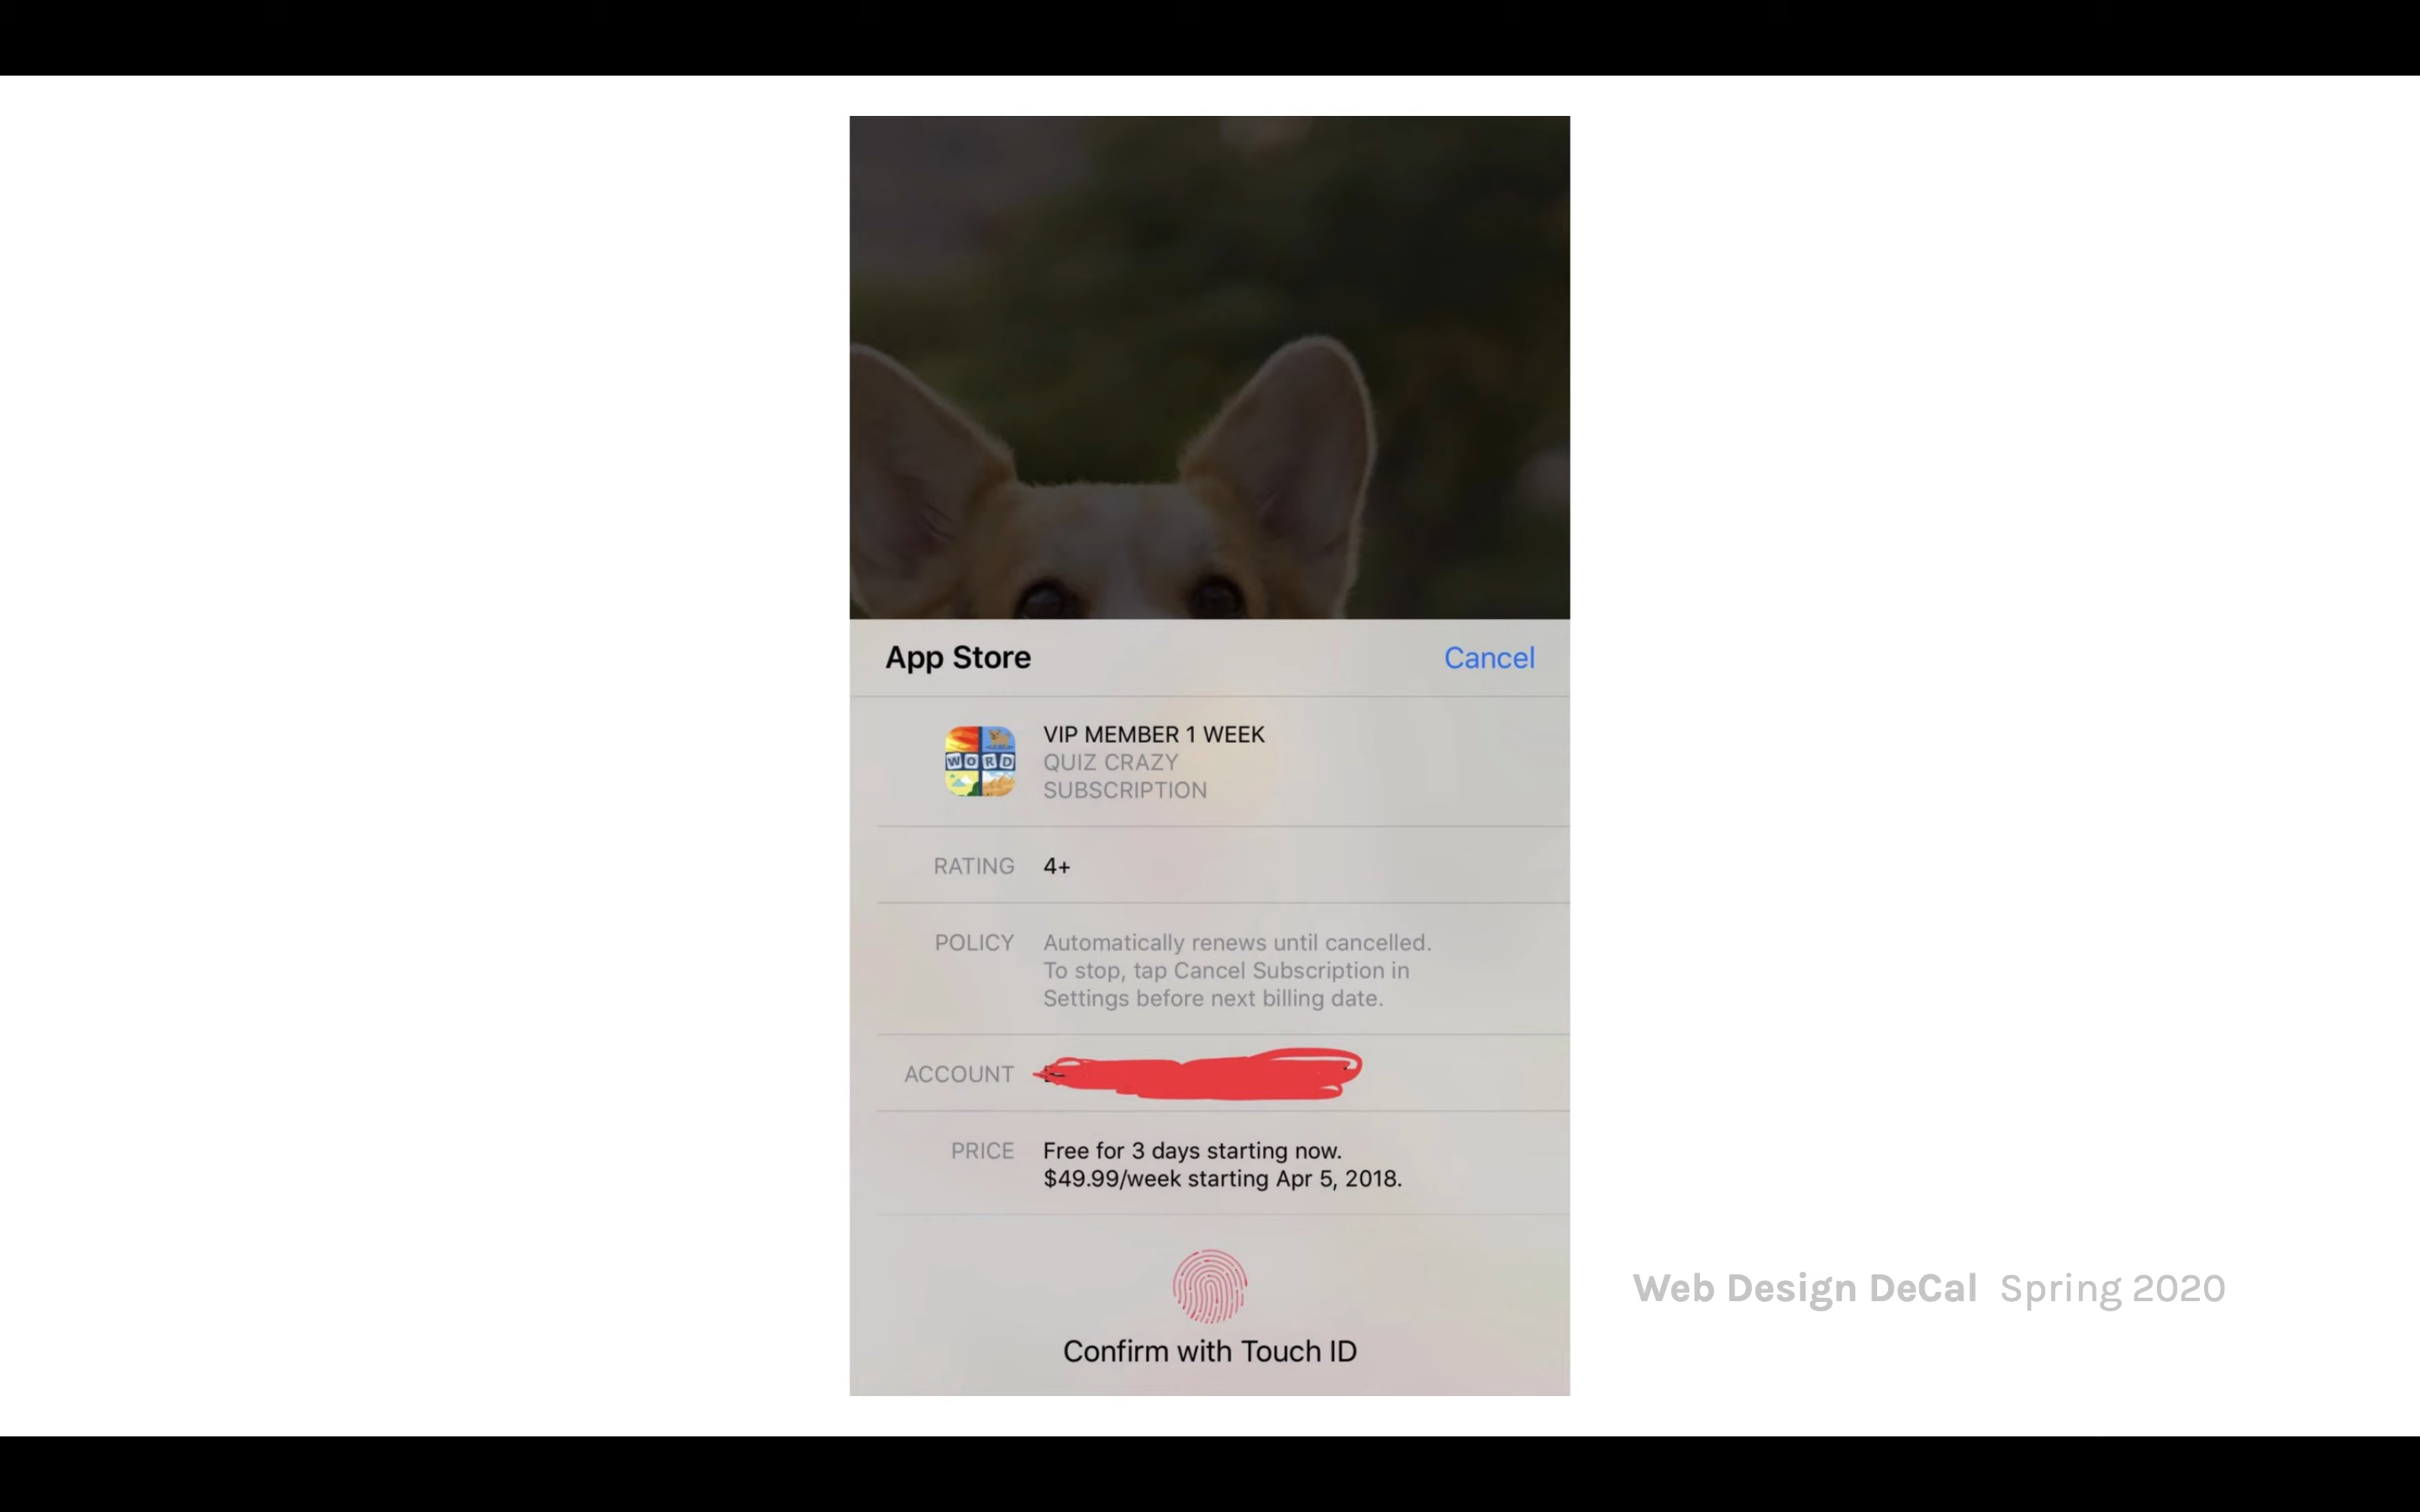 App Store
Cancel
VIP MEMBER 1 WEEK
QUIZ CRAZY
SUBSCRIPTION
WORD
RATING
4+
POLICY
Automatically renews until cancelled.
To stop, tap Cancel Subscription in
Settings before next billing date.
ACCOUNT
PRICE
Free for 3 days starting now.
$49.99/week starting Apr 5, 2018.
Confirm with Touch ID
Web Design DeCal Spring 2020